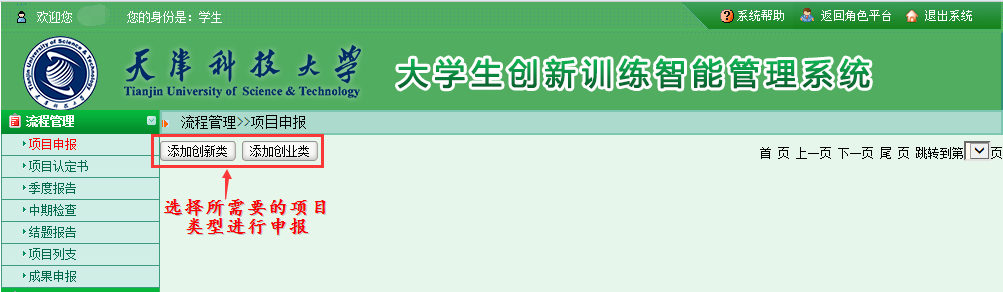 欢迎您 您的身份是：学生 系统帮助 返回角色平台 退出系统
天津科技大学
Tianjin University of Science & Technology
大学生创新训练智能管理系统
流程管理
流程管理>>项目申报
项目申报
项目认定书
季度报告
中期检查
结题报告
项目列支
成果申报
添加创新类 添加创业类
首 页 上一页 下一页 尾 页 跳转到第 页
选择所需要的项目
类型进行申报